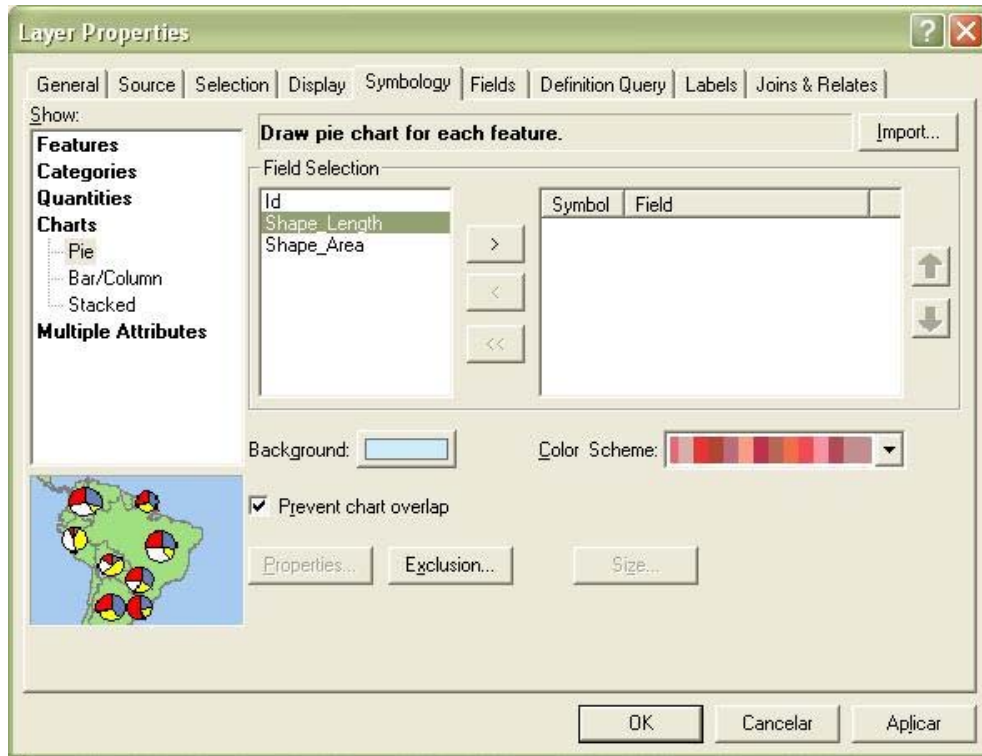 Layer Properties
General Source Selection Display Symbology Fields Definition Query Labels Joins & Relates
Show:
Features
Categories
Quantities
Charts
Pie
Bar/Column
Stacked
Multiple Attributes
Draw pie chart for each feature.
Import...
Field Selection
Id
Shape_Length
Shape_Area
>
<
<<
Symbol Field
Background:
Color Scheme:
Prevent chart overlap
Properties...
Exclusion...
Size...
OK
Cancelar
Aplicar